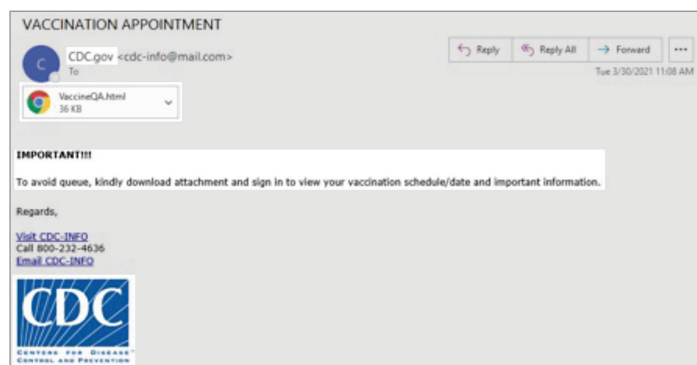 VACCINATION APPOINTMENT
C
CDC.gov <cdc-info@mail.com>
To
Reply
Reply All
Forward
Tue 3/30/2021 11:08 AM
VaccineQA.html
36 KB
IMPORTANT!!!
To avoid queue, kindly download attachment and sign in to view your vaccination schedule/date and important information.
Regards,
Visit CDC-INFO
Call 800-232-4636
Email CDC-INFO
CDC
CENTERS FOR DISEASE
CONTROL AND PREVENTION